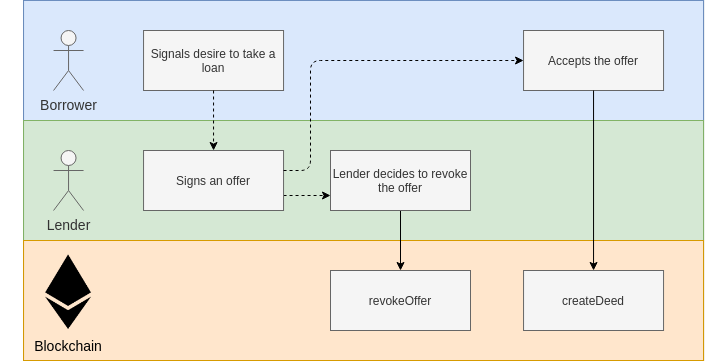 Signals desire to take a
loan
Accepts the offer
Borrower
Signs an offer
Lender decides to revoke
the offer
Lender
revokeOffer
createDeed
Blockchain